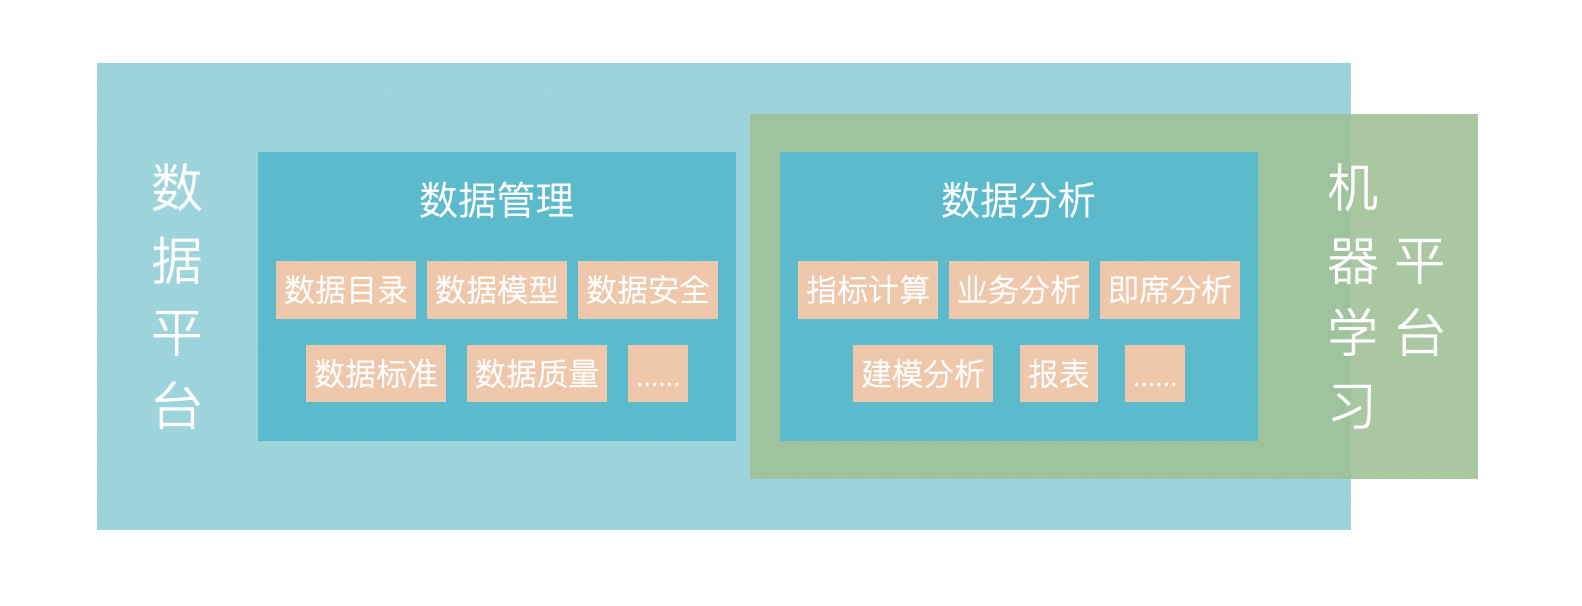 数据平台
数据管理
数据目录
数据模型
数据安全
数据标准
数据质量
......
数据分析
指标计算
业务分析
即席分析
建模分析
报表
......
机器学习
平台